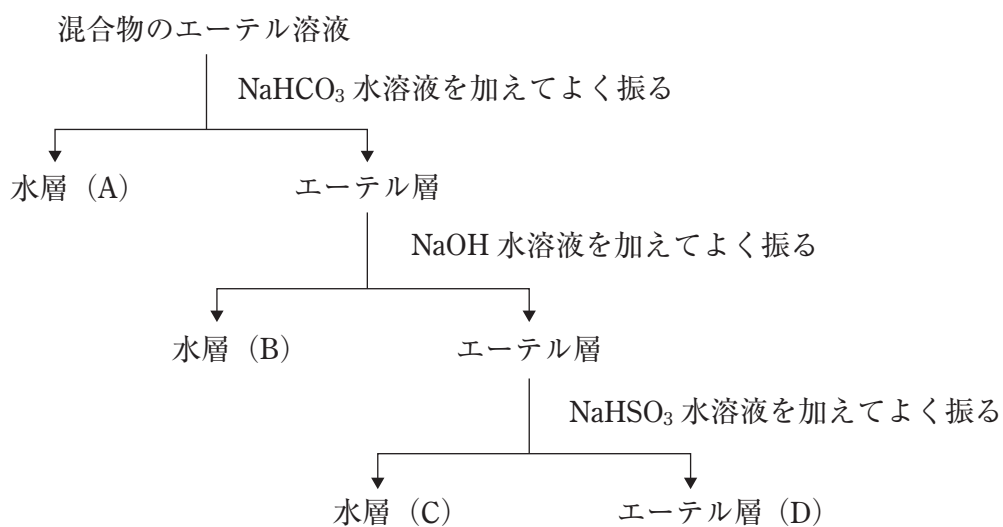 混合物のエーテル溶液
NaHCO₃ 水溶液を加えてよく振る
水層（A）
エーテル層
NaOH 水溶液を加えてよく振る
水層（B）
エーテル層
NaHSO₃ 水溶液を加えてよく振る
水層（C）
エーテル層（D）